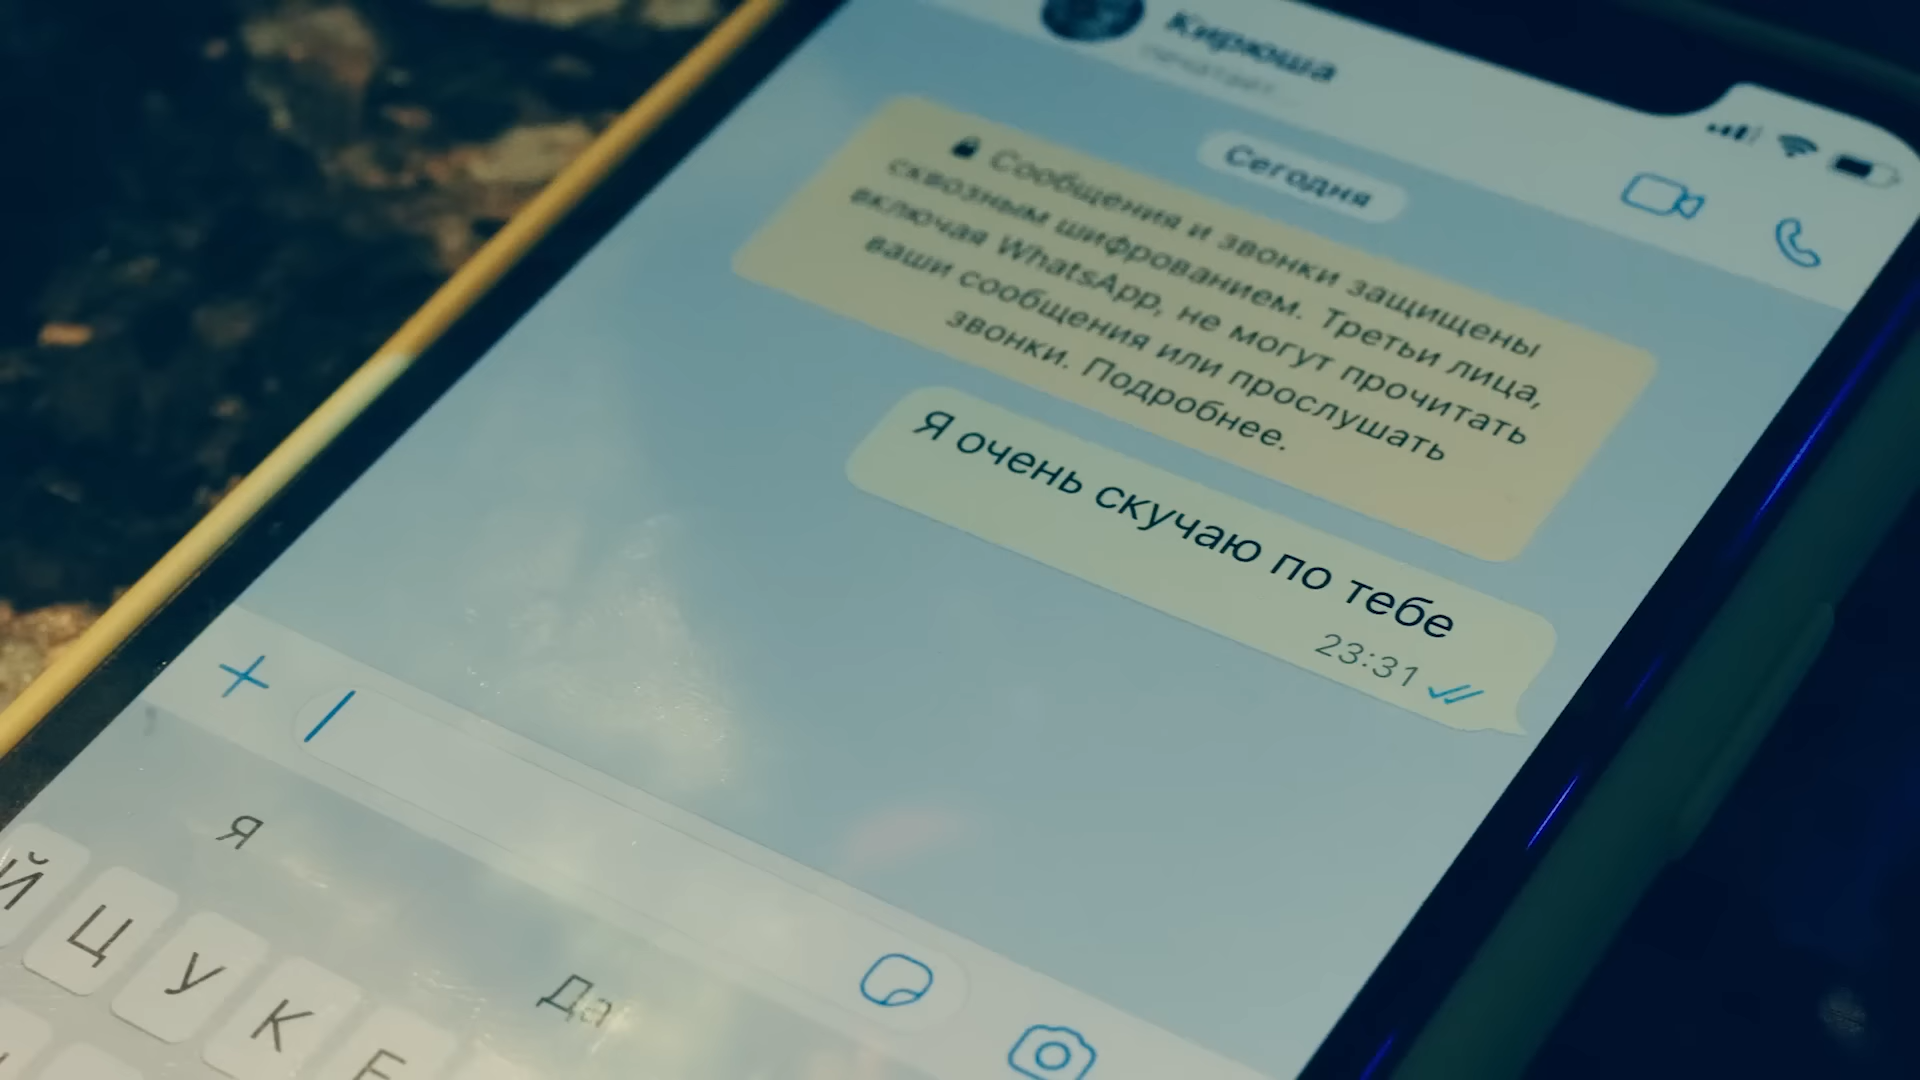 Кирюша
печатает...
Сегодня
Сообщения и звонки защищены
сквозным шифрованием. Третьи лица,
включая WhatsApp, не могут прочитать
ваши сообщения или прослушать
звонки. Подробнее.
Я очень скучаю по тебе
23:31
Я
Да
Й Ц У К Е